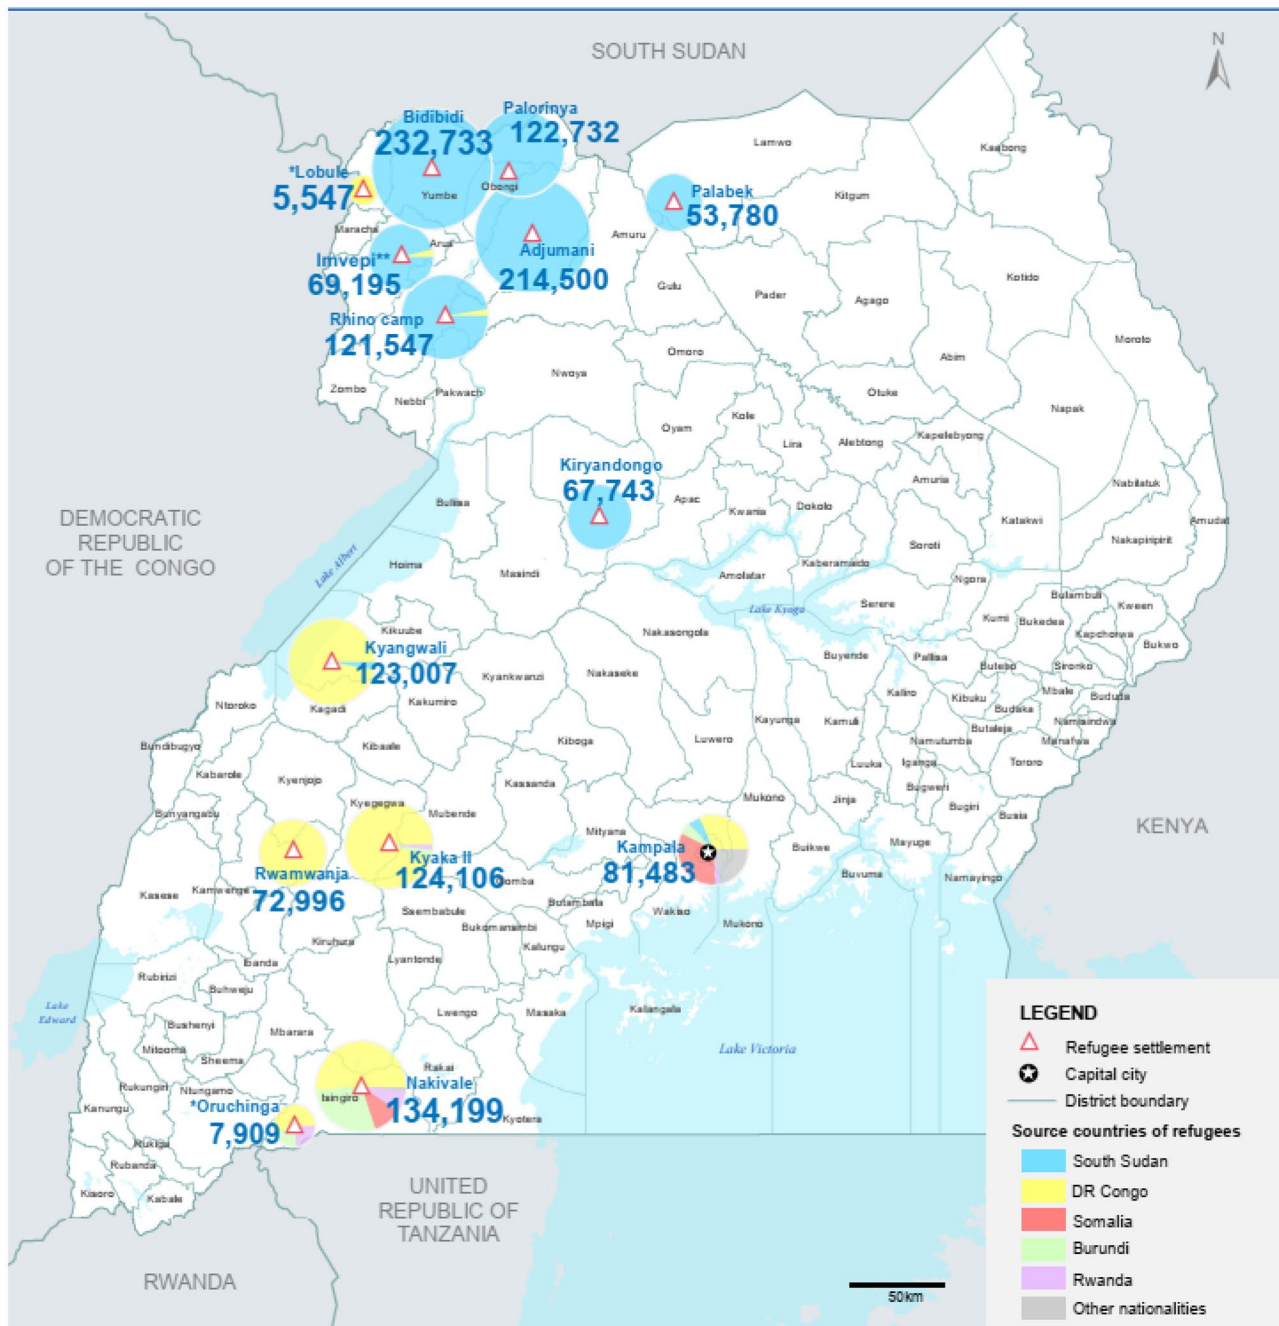 SOUTH SUDAN
N
Bidibidi
232,733
Palorinya
122,732
*Lobule
5,547
Yumbe
Obongi
Lamwo
Kaabong
Palabek
53,780
Kitgum
Maracha
Arua
Amuru
Imvepi**
69,195
Adjumani
214,500
Gulu
Pader
Agago
Kotido
Rhino camp
121,547
Moroto
Omoro
Abim
Nwoya
Zombo
Nebbi
Pakwach
Otuke
Napak
Kole
Oyam
Lira
Alebtong
Kapelebyong
Kiryandongo
67,743
Amuria
Nabilatuk
Bullisa
Apac
Kwania
Dokolo
Katakwi
Amudat
Nakapiripirit
DEMOCRATIC
REPUBLIC
OF THE CONGO
Lake Albert
Hoima
Masindi
Soroti
Kaberamaido
Amolatar
Ngora
Lake Kyoga
Serere
Bulambuli
Kween
Kumi
Bukedea
Kapchorwa
Bukwo
Kikuube
Nakasongola
Kyangwali
123,007
Buyende
Pallisa
Butebo
Sironko
Kyankwanzi
Nakaseke
Kaliro
Kibuku
Mbale
Bududa
Budaka
Ntoroko
Kagadi
Kakumiro
Kayunga
Kamuli
Butaleja
Namisindwa
Manafwa
Bundibugyo
Kibaale
Kiboga
Luwero
Namutumba
Luuka
Iganga
Tororo
Kabarole
Kyenjojo
Kassanda
Bugweri
Kyegegwa
Mubende
Mukono
Jinja
Bugiri
Busia
Bunyangabu
Mityana
Kampala
81,483
Buikwe
Mayuge
KENYA
Kyaka II
124,106
Rwamwanja
72,996
Buvuma
Namayingo
Kasese
Kamwenge
Gomba
Butambala
Wakiso
Ssembabule
Bukomansimbi
Mpigi
Mukono
Kiruhura
Kalungu
Ibanda
Lyantonde
Rubirizi
Buhweju
Lake
Edward
Lwengo
Masaka
Kalangala
Bushenyi
Mbarara
Mitooma
Sheema
Lake Victoria
Rakai
Rukungiri
Ntungamo
Isingiro
Nakivale
134,199
Kanungu
*Oruchinga
7,909
Kyotera
Rukiga
Rubanda
Kisoro
Kabale
UNITED
REPUBLIC OF
TANZANIA
RWANDA
50km
LEGEND
Refugee settlement
Capital city
District boundary
Source countries of refugees
South Sudan
DR Congo
Somalia
Burundi
Rwanda
Other nationalities